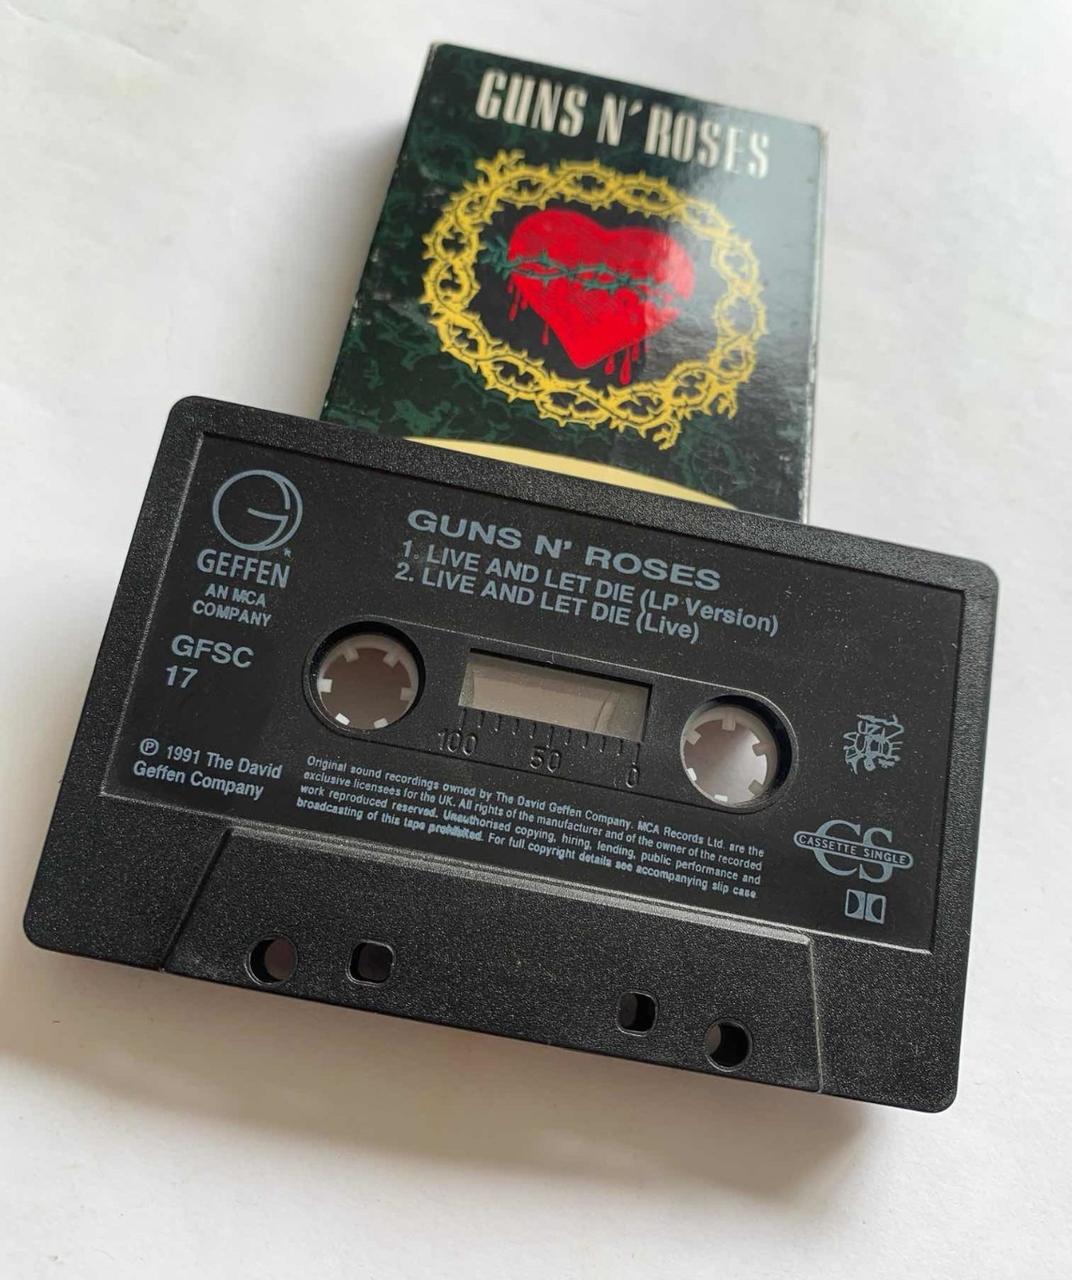 GUNS N' ROSES
GEFFEN
AN MCA
COMPANY
GFSC
17
GUNS N' ROSES
1. LIVE AND LET DIE (LP Version)
2. LIVE AND LET DIE (Live)
100 50 0
℗ 1991 The David
Geffen Company
Original sound recordings owned by The David Geffen Company. MCA Records Ltd. are the
exclusive licensees for the UK. All rights of the manufacturer and of the owner of the recorded
work reproduced reserved. Unauthorised copying, hiring, lending, public performance and
broadcasting of this tape prohibited. For full copyright details see accompanying slip case
CS
CASSETTE SINGLE